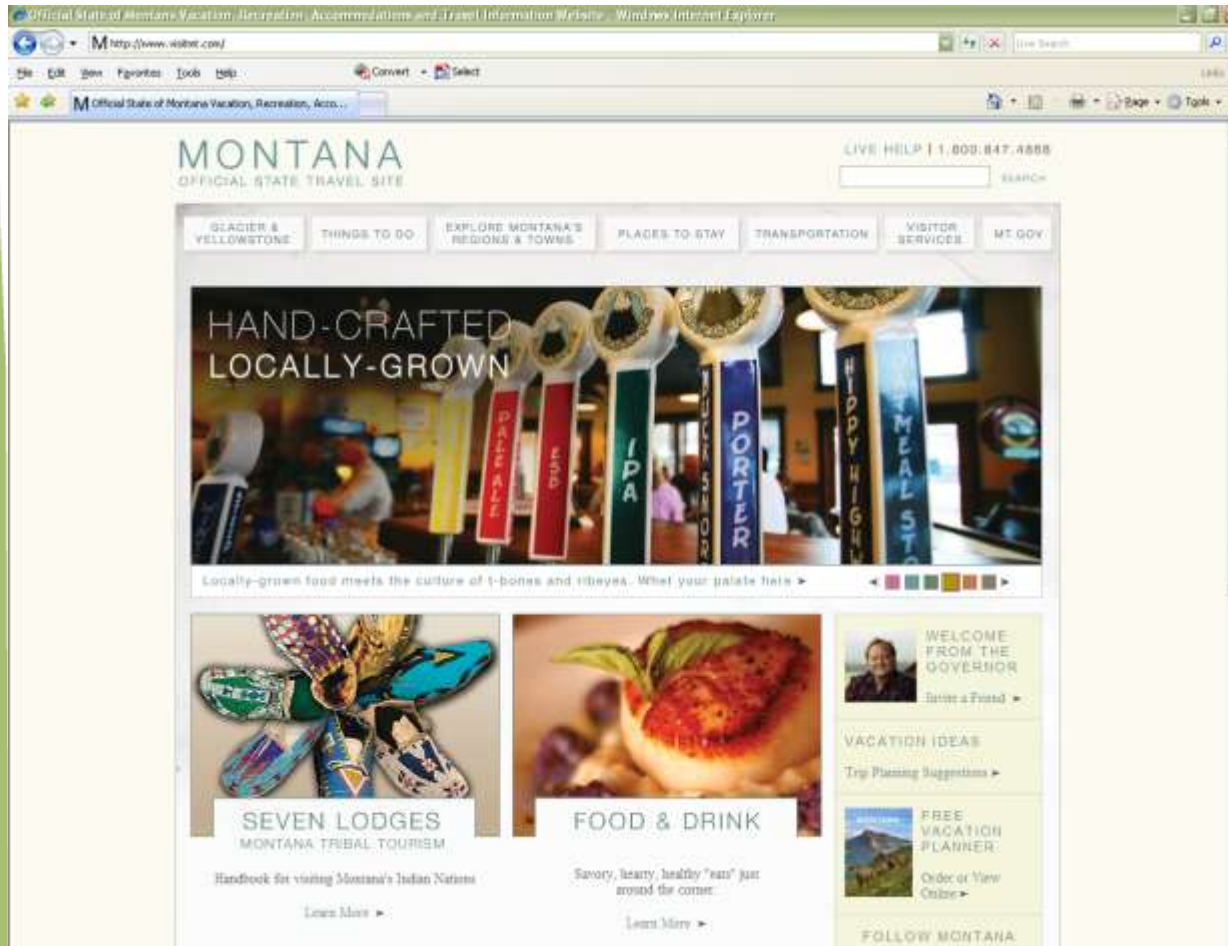 Official State of Montana Vacation, Recreation, Accommodations and Travel Information Website - Windows Internet Explorer
M http://www.visitmt.com/
Live Search
File Edit View Favorites Tools Help
Convert Select
Links
M Official State of Montana Vacation, Recreation, Acco...
Page Tools
MONTANA
OFFICIAL STATE TRAVEL SITE
LIVE HELP | 1.800.847.4868
SEARCH
GLACIER &
YELLOWSTONE
THINGS TO DO
EXPLORE MONTANA'S
REGIONS & TOWNS
PLACES TO STAY
TRANSPORTATION
VISITOR
SERVICES
MT.GOV
HAND-CRAFTED
LOCALLY-GROWN
PALE ALE
ESB
IPA
PORTER
Locally-grown food meets the culture of t-bones and ribeyes. Whet your palate here ►
SEVEN LODGES
MONTANA TRIBAL TOURISM
Handbook for visiting Montana's Indian Nations
Learn More ►
FOOD & DRINK
Savory, hearty, healthy "eats" just
around the corner.
Learn More ►
WELCOME
FROM THE
GOVERNOR
Invite a Friend ►
VACATION IDEAS
Trip Planning Suggestions ►
FREE
VACATION
PLANNER
Order or View
Online ►
FOLLOW MONTANA